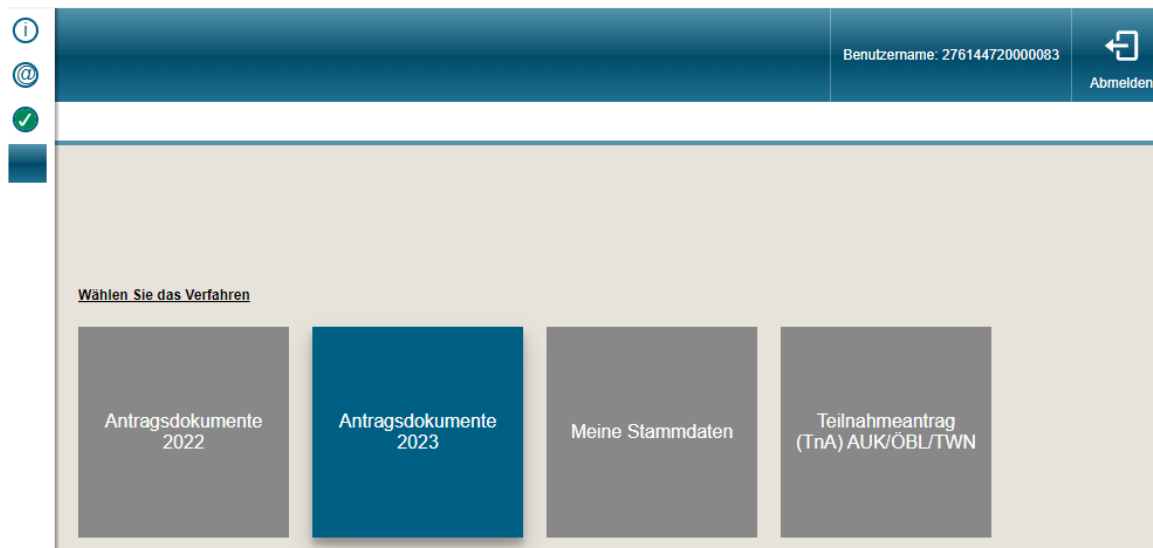 Benutzername: 276144720000083
Abmelden
Wählen Sie das Verfahren
Antragsdokumente
2022
Antragsdokumente
2023
Meine Stammdaten
Teilnahmeantrag
(TnA) AUK/ÖBL/TWN